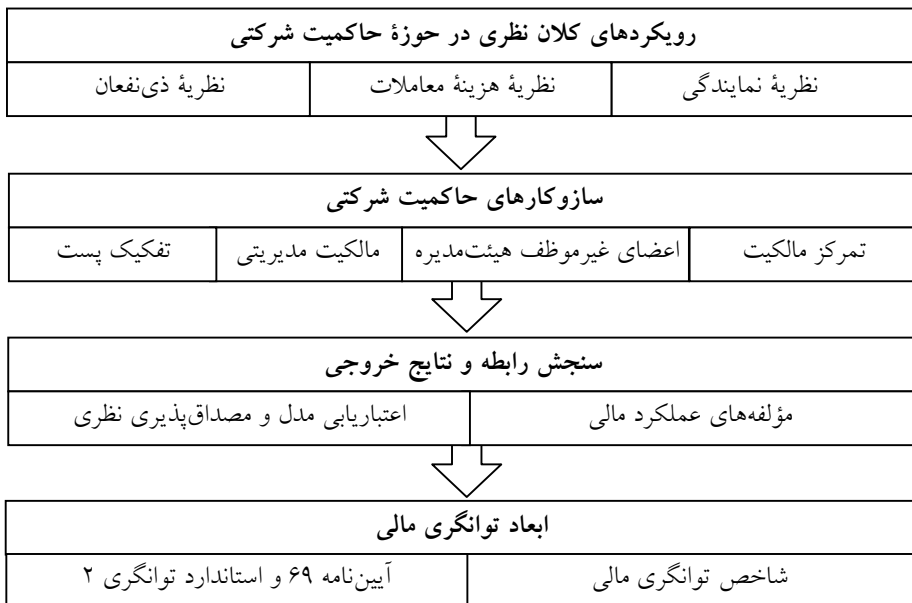 رویکردهای کلان نظری در حوزهٔ حاکمیت شرکتی
نظریهٔ نمایندگی نظریهٔ هزینهٔ معاملات نظریهٔ ذی‌نفعان
سازوکارهای حاکمیت شرکتی
تمرکز مالکیت اعضای غیرموظف هیئت‌مدیره مالکیت مدیریتی تفکیک پست
سنجش رابطه و نتایج خروجی
مؤلفه‌های عملکرد مالی اعتباریابی مدل و مصداق‌پذیری نظری
ابعاد توانگری مالی
شاخص توانگری مالی آیین‌نامه ۶۹ و استاندارد توانگری ۲